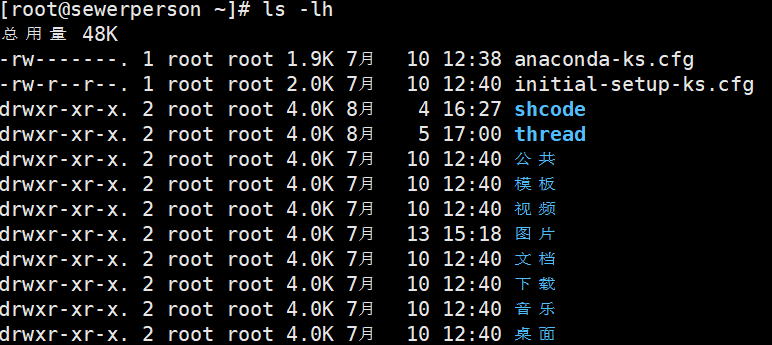 [root@sewerperson ~]# ls -lh
总用量 48K
-rw-------. 1 root root 1.9K 7月   10 12:38 anaconda-ks.cfg
-rw-r--r--. 1 root root 2.0K 7月   10 12:40 initial-setup-ks.cfg
drwxr-xr-x. 2 root root 4.0K 8月    4 16:27 shcode
drwxr-xr-x. 2 root root 4.0K 8月    5 17:00 thread
drwxr-xr-x. 2 root root 4.0K 7月   10 12:40 公共
drwxr-xr-x. 2 root root 4.0K 7月   10 12:40 模板
drwxr-xr-x. 2 root root 4.0K 7月   10 12:40 视频
drwxr-xr-x. 2 root root 4.0K 7月   13 15:18 图片
drwxr-xr-x. 2 root root 4.0K 7月   10 12:40 文档
drwxr-xr-x. 2 root root 4.0K 7月   10 12:40 下载
drwxr-xr-x. 2 root root 4.0K 7月   10 12:40 音乐
drwxr-xr-x. 2 root root 4.0K 7月   10 12:40 桌面